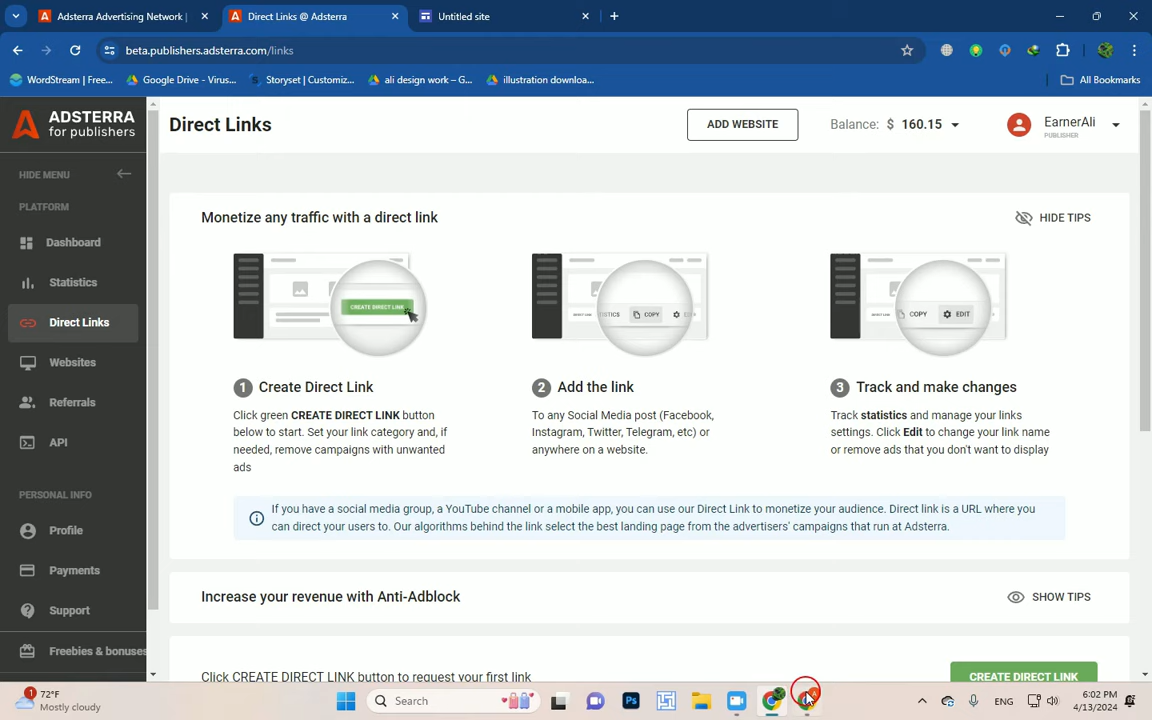 Adsterra Advertising Network |
Direct Links @ Adsterra
Untitled site
beta.publishers.adsterra.com/links
WordStream | Free...
Google Drive - Virus...
Storyset | Customiz...
ali design work – G...
illustration downloa...
All Bookmarks
ADSTERRA
for publishers
Direct Links
ADD WEBSITE
Balance: $ 160.15
EarnerAli
PUBLISHER
HIDE MENU
PLATFORM
Dashboard
Statistics
Direct Links
Websites
Referrals
API
PERSONAL INFO
Profile
Payments
Support
Freebies & bonuses
Monetize any traffic with a direct link
HIDE TIPS
CREATE DIRECT LINK
COPY
COPY
EDIT
1 Create Direct Link
Click green CREATE DIRECT LINK button
below to start. Set your link category and, if
needed, remove campaigns with unwanted
ads
2 Add the link
To any Social Media post (Facebook,
Instagram, Twitter, Telegram, etc) or
anywhere on a website.
3 Track and make changes
Track statistics and manage your links
settings. Click Edit to change your link name
or remove ads that you don't want to display
If you have a social media group, a YouTube channel or a mobile app, you can use our Direct Link to monetize your audience. Direct link is a URL where you
can direct your users to. Our algorithms behind the link select the best landing page from the advertisers' campaigns that run at Adsterra.
Increase your revenue with Anti-Adblock
SHOW TIPS
Click CREATE DIRECT LINK button to request your first link
CREATE DIRECT LINK
1
72°F
Mostly cloudy
Search
ENG
6:02 PM
4/13/2024